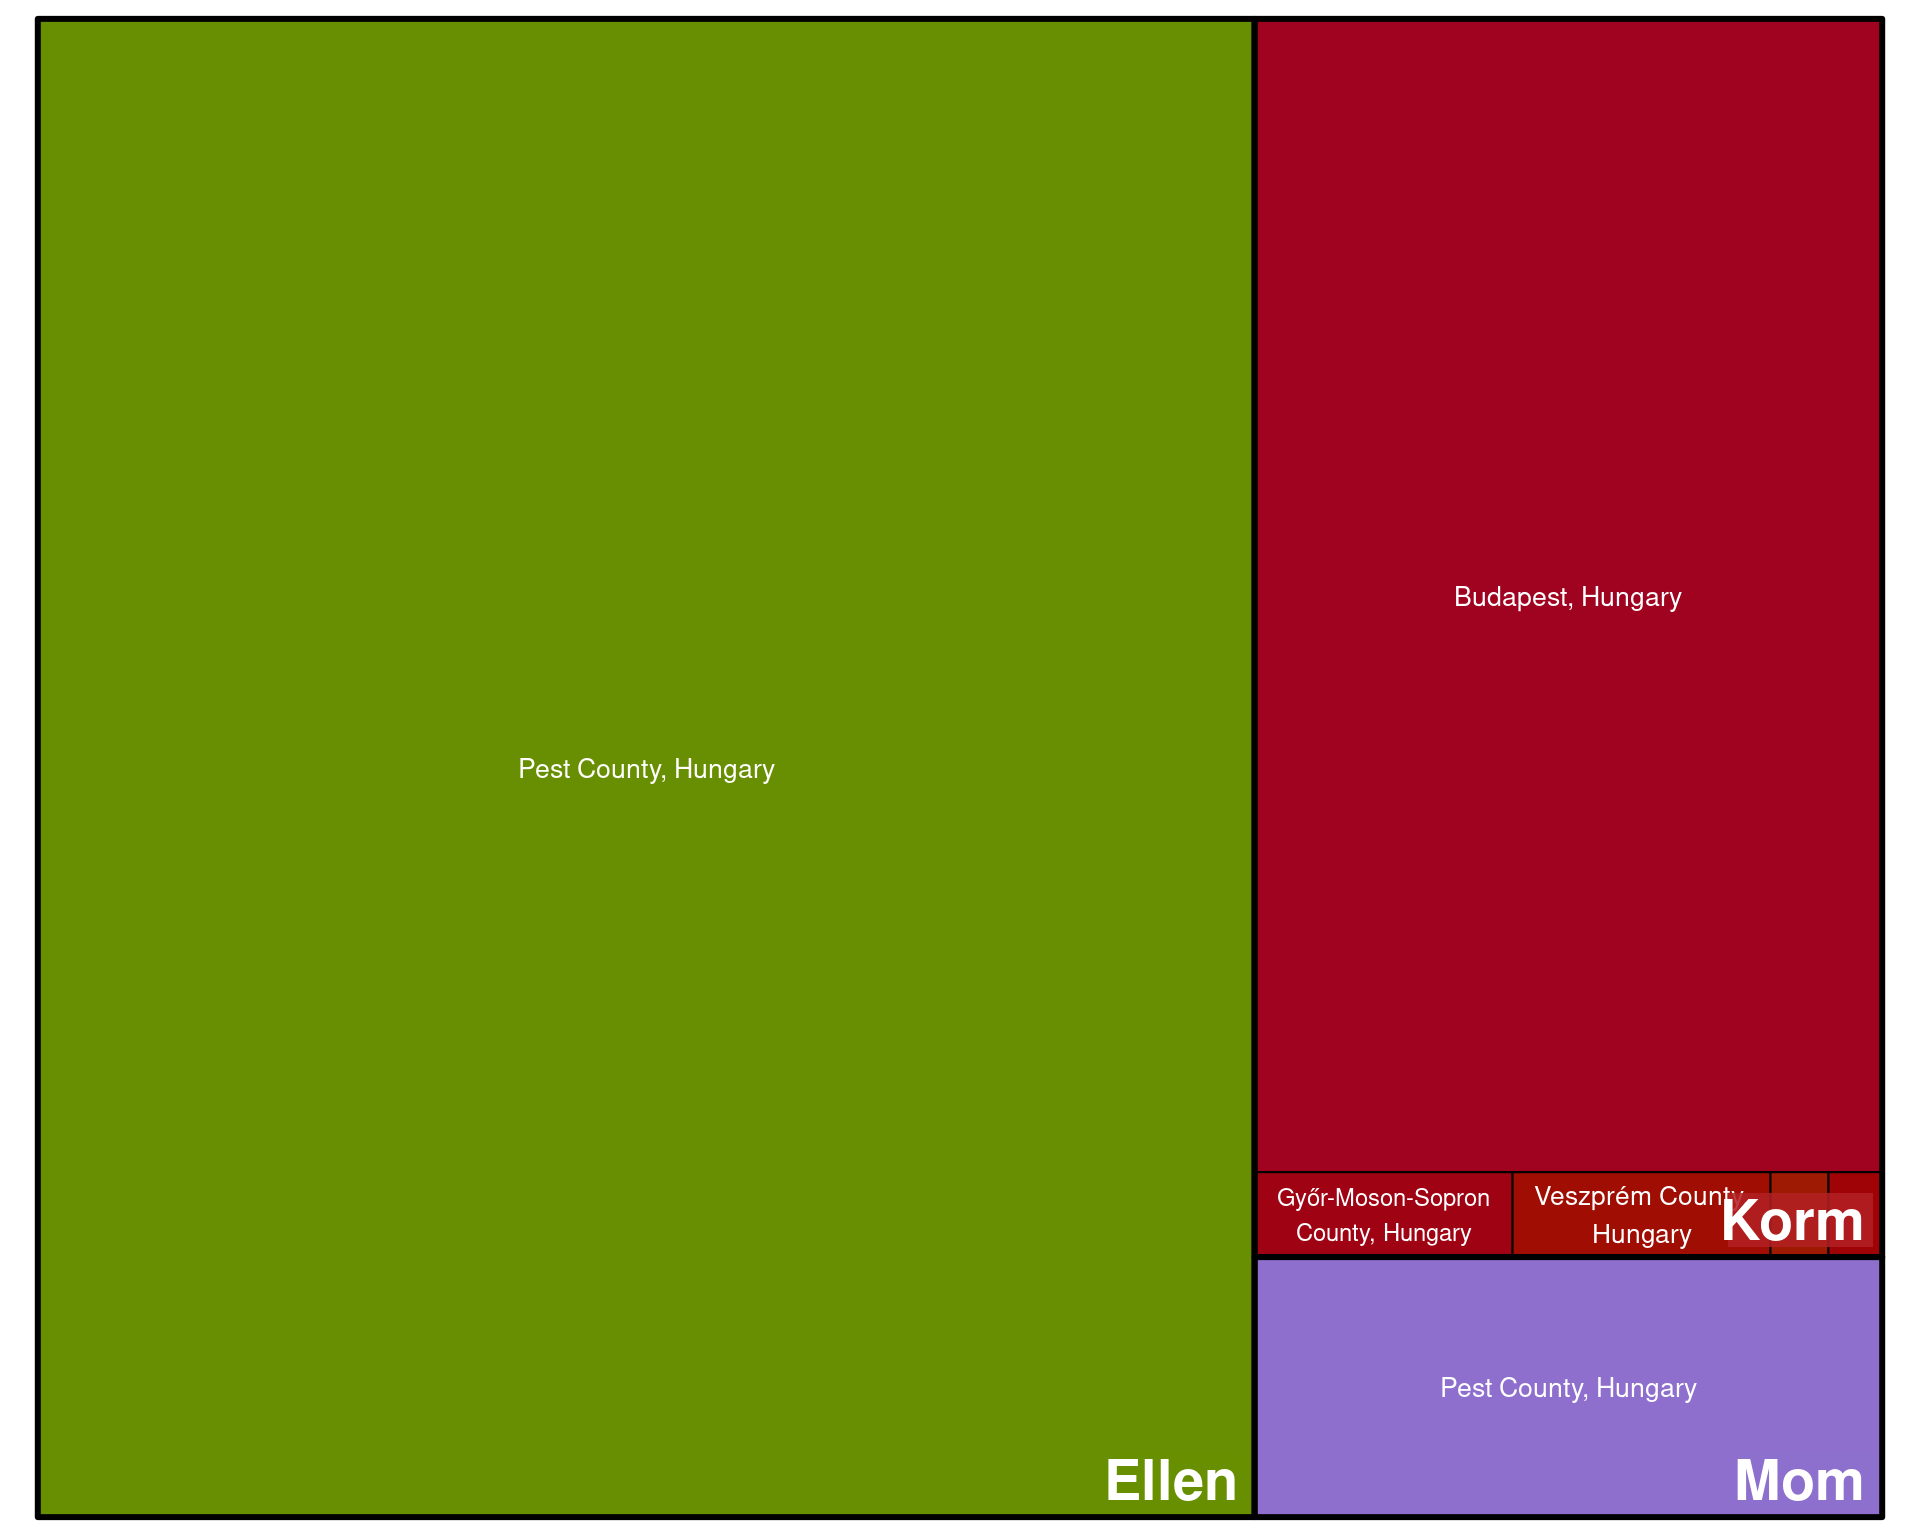 Pest County, Hungary
Ellen
Budapest, Hungary
Győr-Moson-Sopron
County, Hungary
Veszprém County,
Hungary
Korm
Pest County, Hungary
Mom